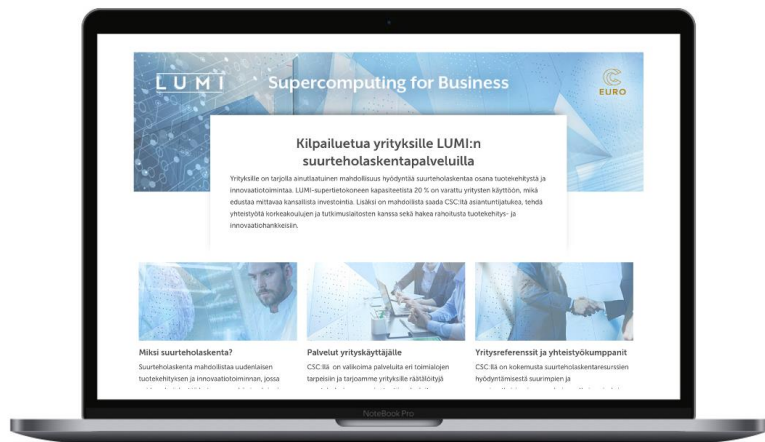 LUMI
Supercomputing for Business
EURO
Kilpailuetua yrityksille LUMI:n
suurteholaskentapalveluilla
Yrityksille on tarjolla ainutlaatuinen mahdollisuus hyödyntää suurteholaskentaa osana tuotekehitystä ja
innovaatiotoimintaa. LUMI-supertietokoneen kapasiteetista 20 % on varattu yritysten käyttöön, mikä
edustaa mittavaa kansallista investointia. Lisäksi on mahdollista saada CSC:ltä asiantuntijatukea, tehdä
yhteistyötä korkeakoulujen ja tutkimuslaitosten kanssa sekä hakea rahoitusta tuotekehitys- ja
innovaatiohankkeisiin.
Miksi suurteholaskenta?
Suurteholaskenta mahdollistaa uudenlaisen
tuotekehityksen ja innovaatiotoiminnan, jossa
Palvelut yrityskäyttäjälle
CSC:llä on valikoima palveluita eri toimialojen
tarpeisiin ja tarjoamme yrityksille räätälöityjä
Yritysreferenssit ja yhteistyökumppanit
CSC:llä on kokemusta suurteholaskentaresurssien
hyödyntämisestä suurimpien ja
NoteBook Pro